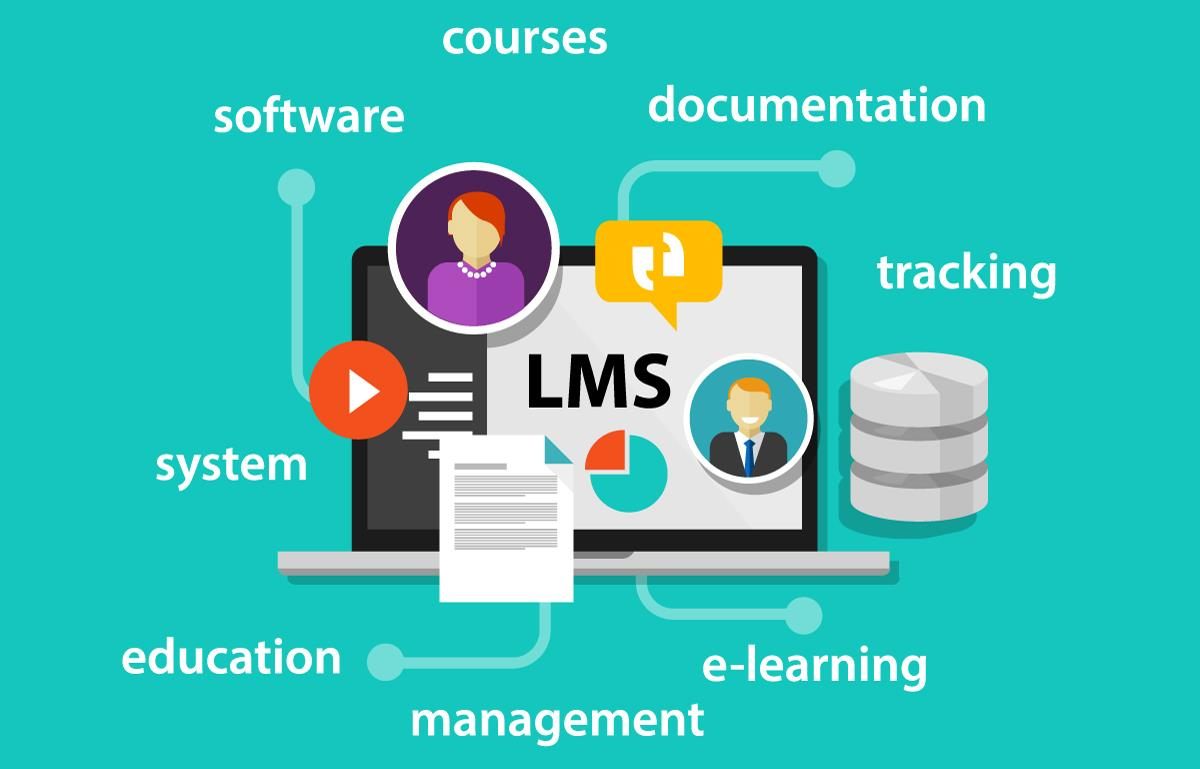 courses
software
documentation
tracking
LMS
system
education
e-learning
management